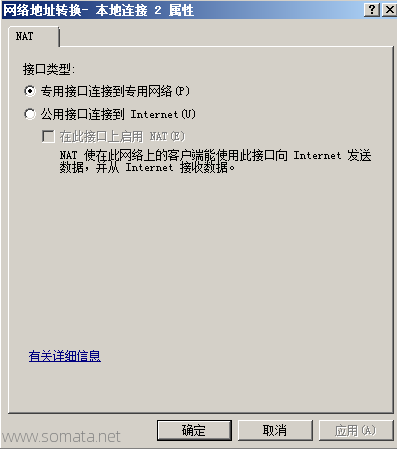 网络地址转换- 本地连接 2 属性
NAT
接口类型:
专用接口连接到专用网络(P)
公用接口连接到 Internet(U)
在此接口上启用 NAT(E)
NAT 使在此网络上的客户端能使用此接口向 Internet 发送
数据，并从 Internet 接收数据。
有关详细信息
确定
取消
应用(A)
www.somata.net